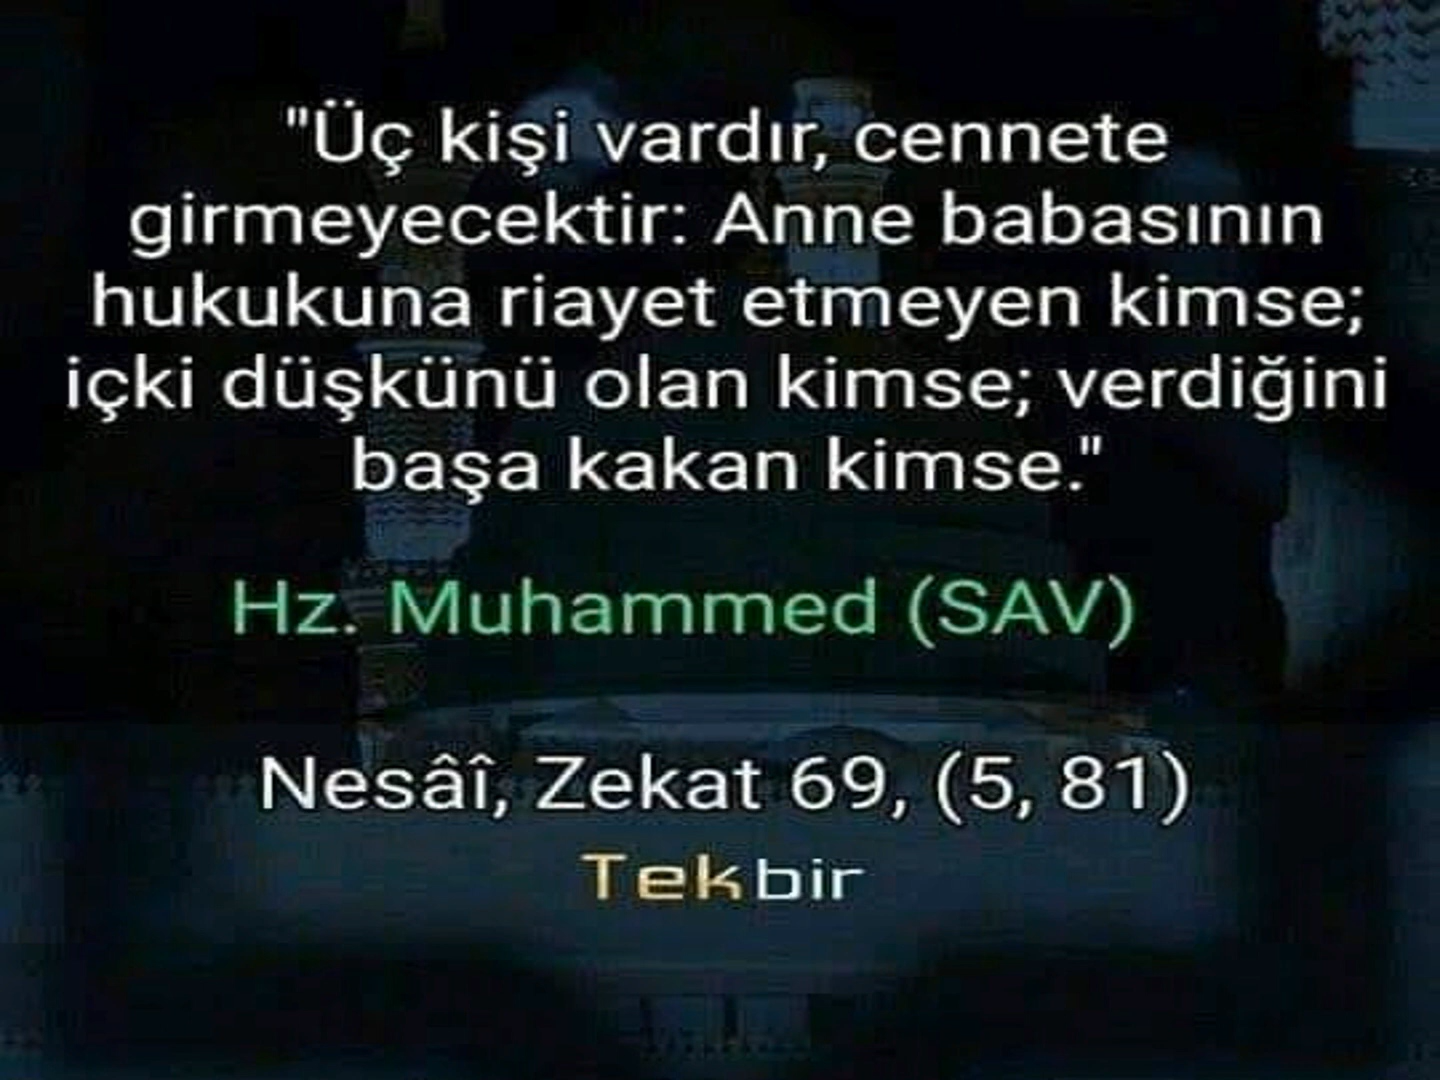 "Üç kişi vardır, cennete
girmeyecektir: Anne babasının
hukukuna riayet etmeyen kimse;
içki düşkünü olan kimse; verdiğini
başa kakan kimse."
Hz. Muhammed (SAV)
Nesâî, Zekat 69, (5, 81)
Tekbir